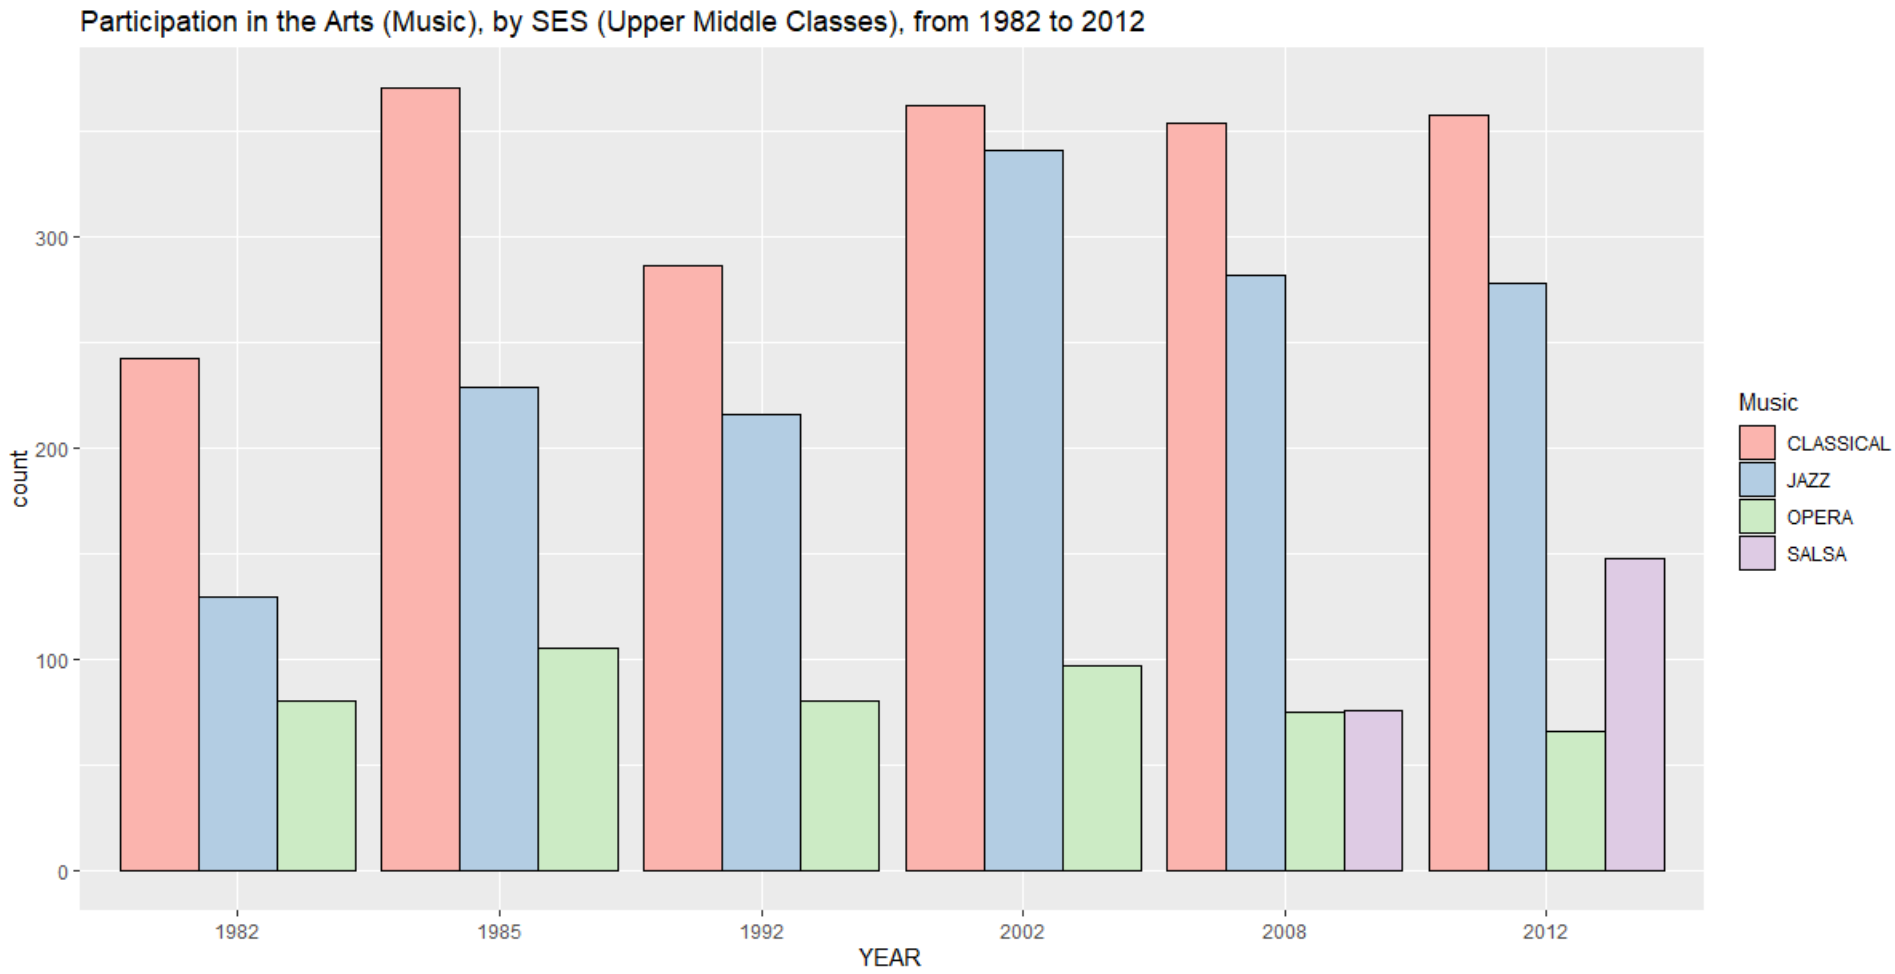 Participation in the Arts (Music), by SES (Upper Middle Classes), from 1982 to 2012
count
300
200
100
0
1982 1985 1992 2002 2008 2012
YEAR
Music
CLASSICAL
JAZZ
OPERA
SALSA